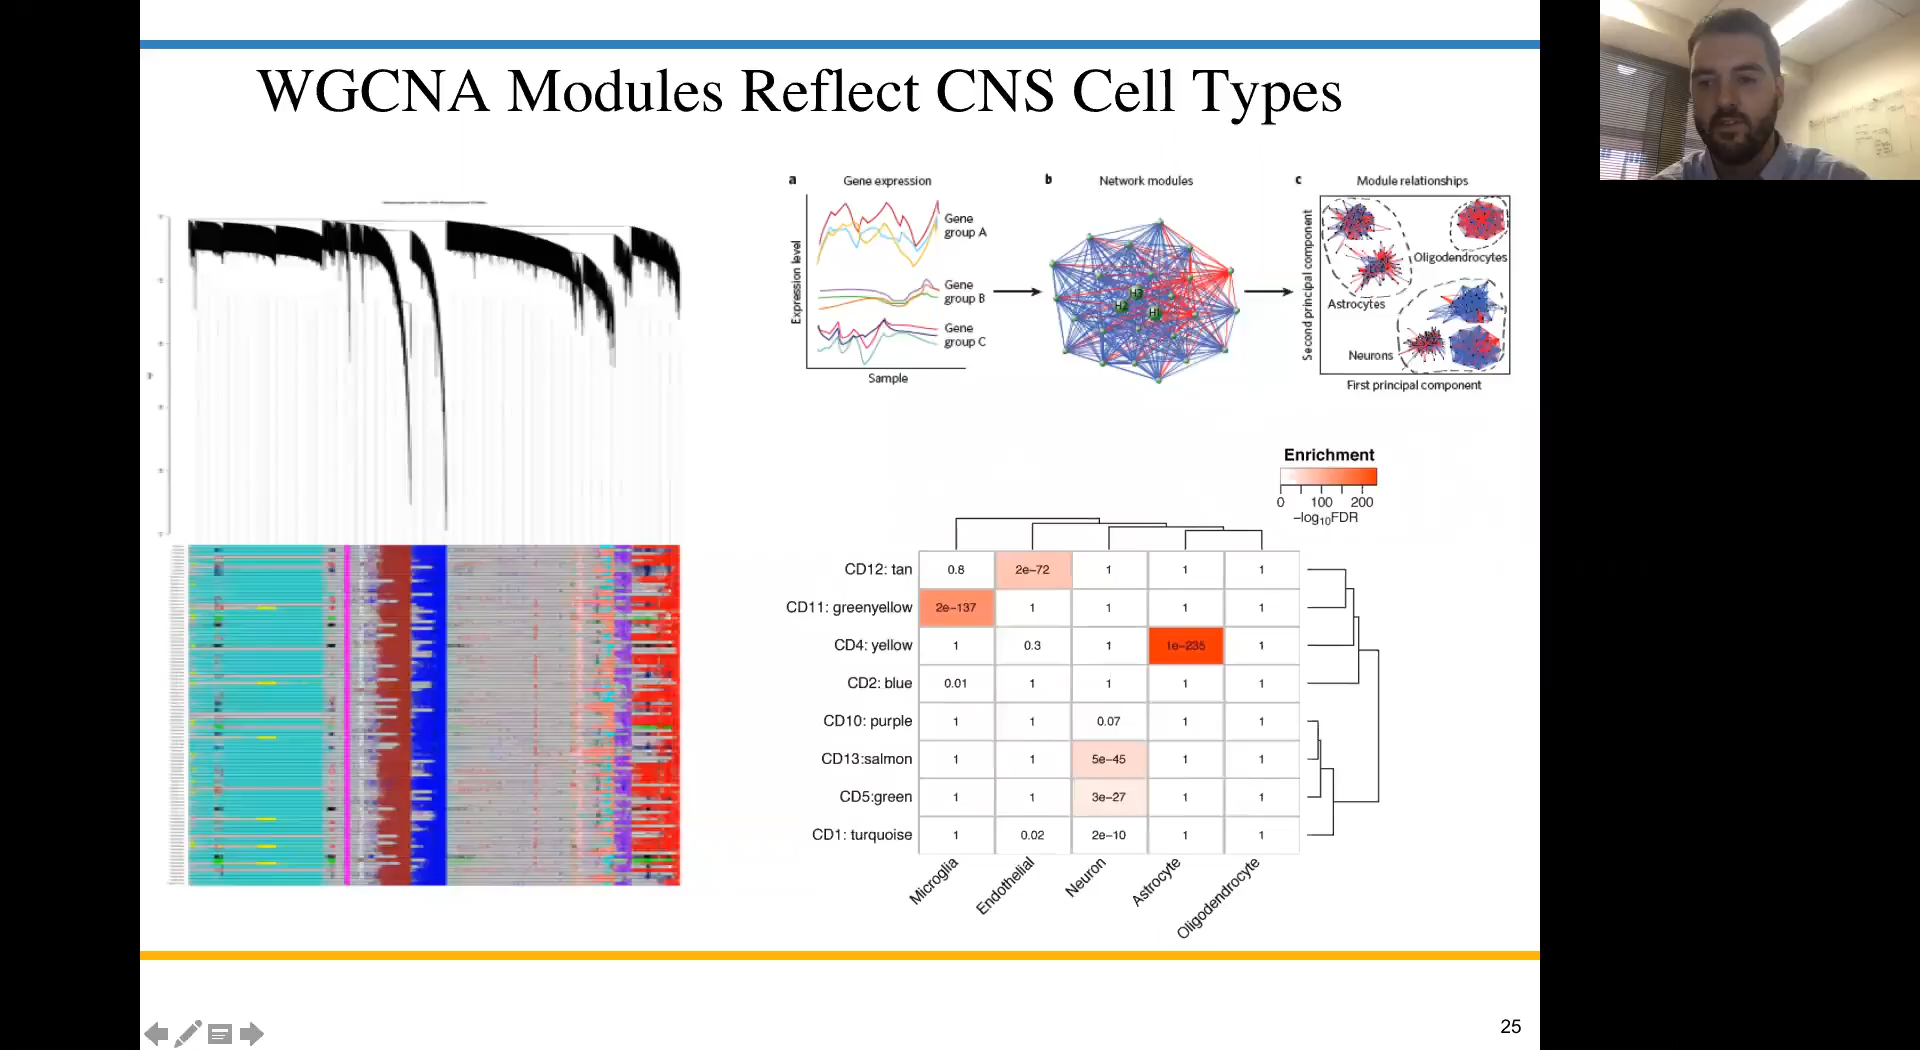 WGCNA Modules Reflect CNS Cell Types
a Gene expression
b Network modules
c Module relationships
Expression level
Gene
group A
Gene
group B
Gene
group C
Sample
H3
H2
H1
Second principal component
Oligodendrocytes
Astrocytes
Neurons
First principal component
Enrichment
0 100 200
–log10FDR
CD12: tan 0.8 2e−72 1 1 1
CD11: greenyellow 2e−137 1 1 1 1
CD4: yellow 1 0.3 1 1e−235 1
CD2: blue 0.01 1 1 1 1
CD10: purple 1 1 0.07 1 1
CD13:salmon 1 1 5e−45 1 1
CD5:green 1 1 3e−27 1 1
CD1: turquoise 1 0.02 2e−10 1 1
Microglia
Endothelial
Neuron
Astrocyte
Oligodendrocyte
25